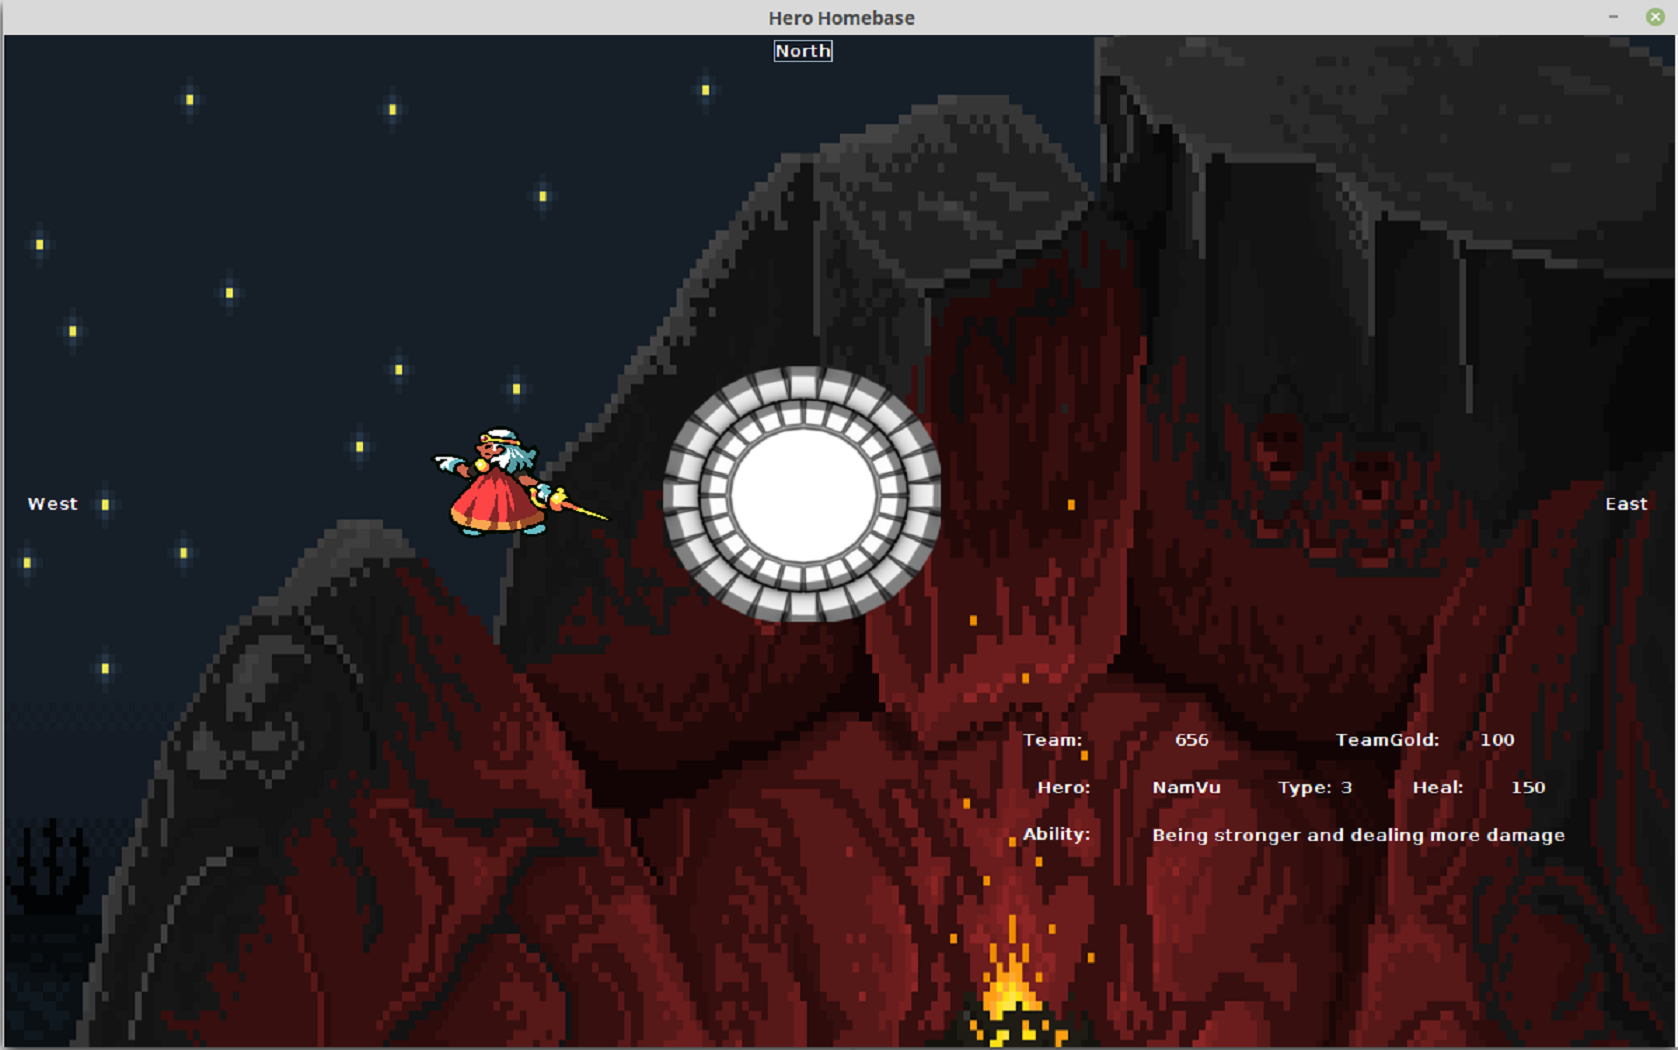 Hero Homebase
North
West
East
Team: 656 TeamGold: 100
Hero: NamVu Type: 3 Heal: 150
Ability: Being stronger and dealing more damage